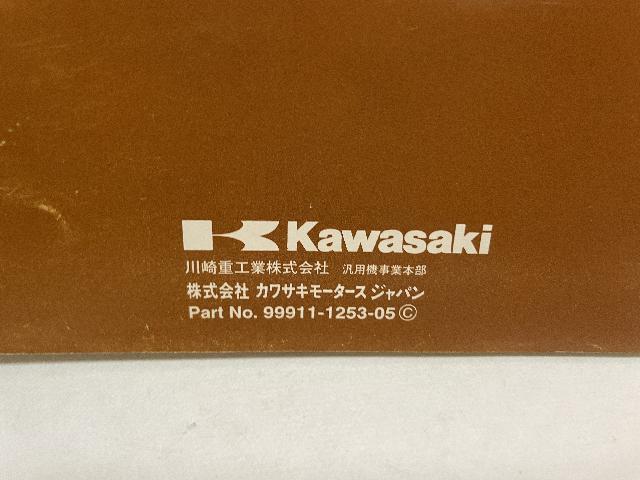 Kawasaki
川崎重工業株式会社 汎用機事業本部
株式会社 カワサキモータース ジャパン
Part No. 99911-1253-05 ©